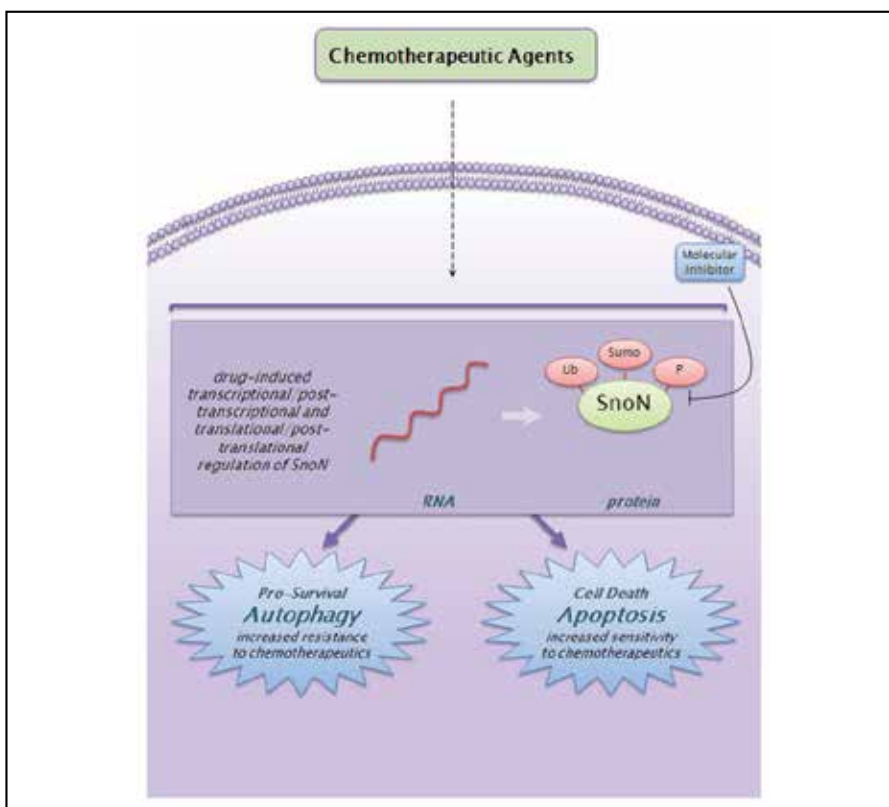 Chemotherapeutic Agents
Molecular
Inhibitor
drug-induced
transcriptional/post-
transcriptional and
translational/post-
translational
regulation of SnoN
Ub
Sumo
P
SnoN
RNA
protein
Pro-Survival
Autophagy
increased resistance
to chemotherapeutics
Cell Death
Apoptosis
increased sensitivity
to chemotherapeutics